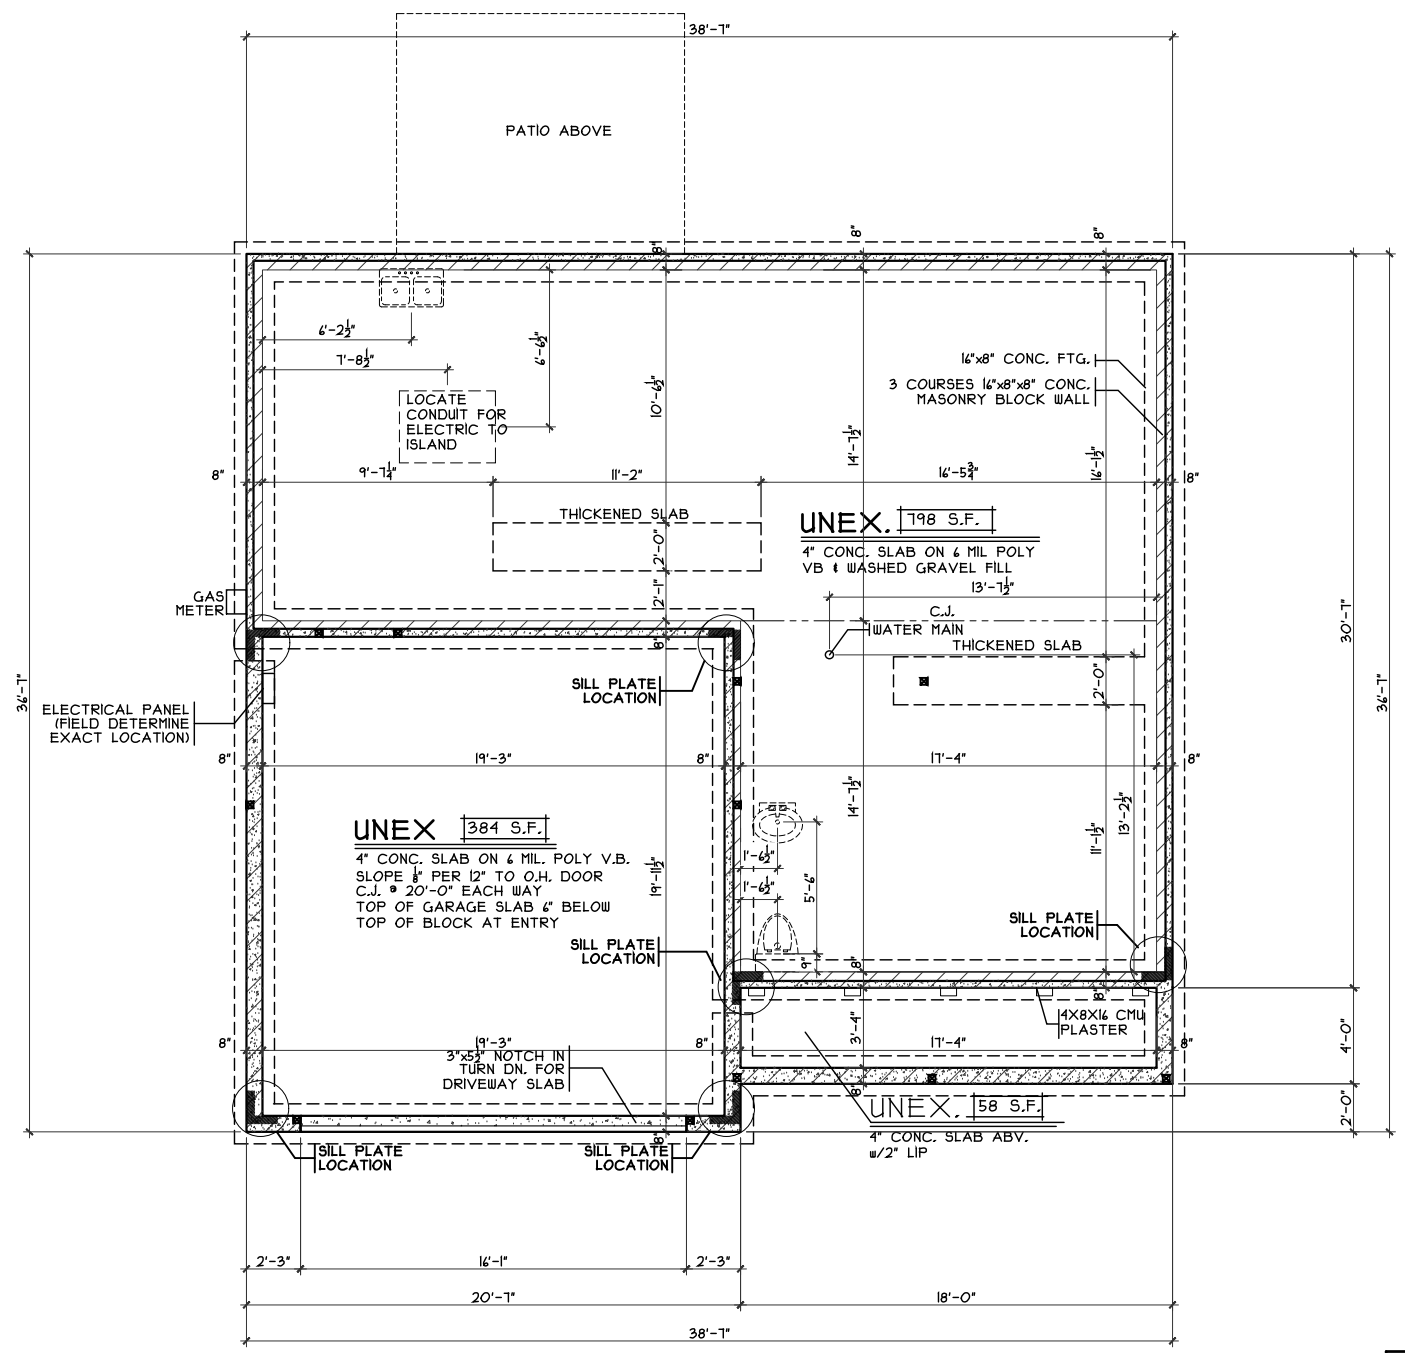 38'-7"
PATIO ABOVE
8"
8"
8"
6'-2½"
7'-8½"
6'-6½"
10'-6½"
14'-7½"
16'-1½"
16"x8" CONC. FTG.
3 COURSES 16"x8"x8" CONC.
MASONRY BLOCK WALL
LOCATE
CONDUIT FOR
ELECTRIC TO
ISLAND
8"
9'-7¼"
11'-2"
16'-5¾"
8"
THICKENED SLAB
2'-0"
2'-1"
UNEX. 798 S.F.
4" CONC. SLAB ON 6 MIL POLY
VB & WASHED GRAVEL FILL
13'-7½"
C.J.
WATER MAIN
THICKENED SLAB
2'-0"
GAS
METER
8"
30'-7"
36'-7"
36'-7"
SILL PLATE
LOCATION
ELECTRICAL PANEL
(FIELD DETERMINE
EXACT LOCATION)
8"
19'-3"
8"
17'-4"
8"
14'-7½"
13'-2½"
11'-1½"
UNEX 384 S.F.
4" CONC. SLAB ON 6 MIL. POLY V.B.
SLOPE ⅛" PER 12" TO O.H. DOOR
C.J. @ 20'-0" EACH WAY
TOP OF GARAGE SLAB 6" BELOW
TOP OF BLOCK AT ENTRY
19'-11½"
1'-6½"
1'-6½"
5'-6"
9"
8"
SILL PLATE
LOCATION
SILL PLATE
LOCATION
8"
4X8X16 CMU
PLASTER
3'-4"
4'-0"
8"
19'-3"
8"
17'-4"
8"
3"x5½" NOTCH IN
TURN DN. FOR
DRIVEWAY SLAB
8"
2'-0"
UNEX. 58 S.F.
4" CONC. SLAB ABV.
w/2" LIP
8"
SILL PLATE
LOCATION
SILL PLATE
LOCATION
2'-3"
16'-1"
2'-3"
20'-7"
18'-0"
38'-7"